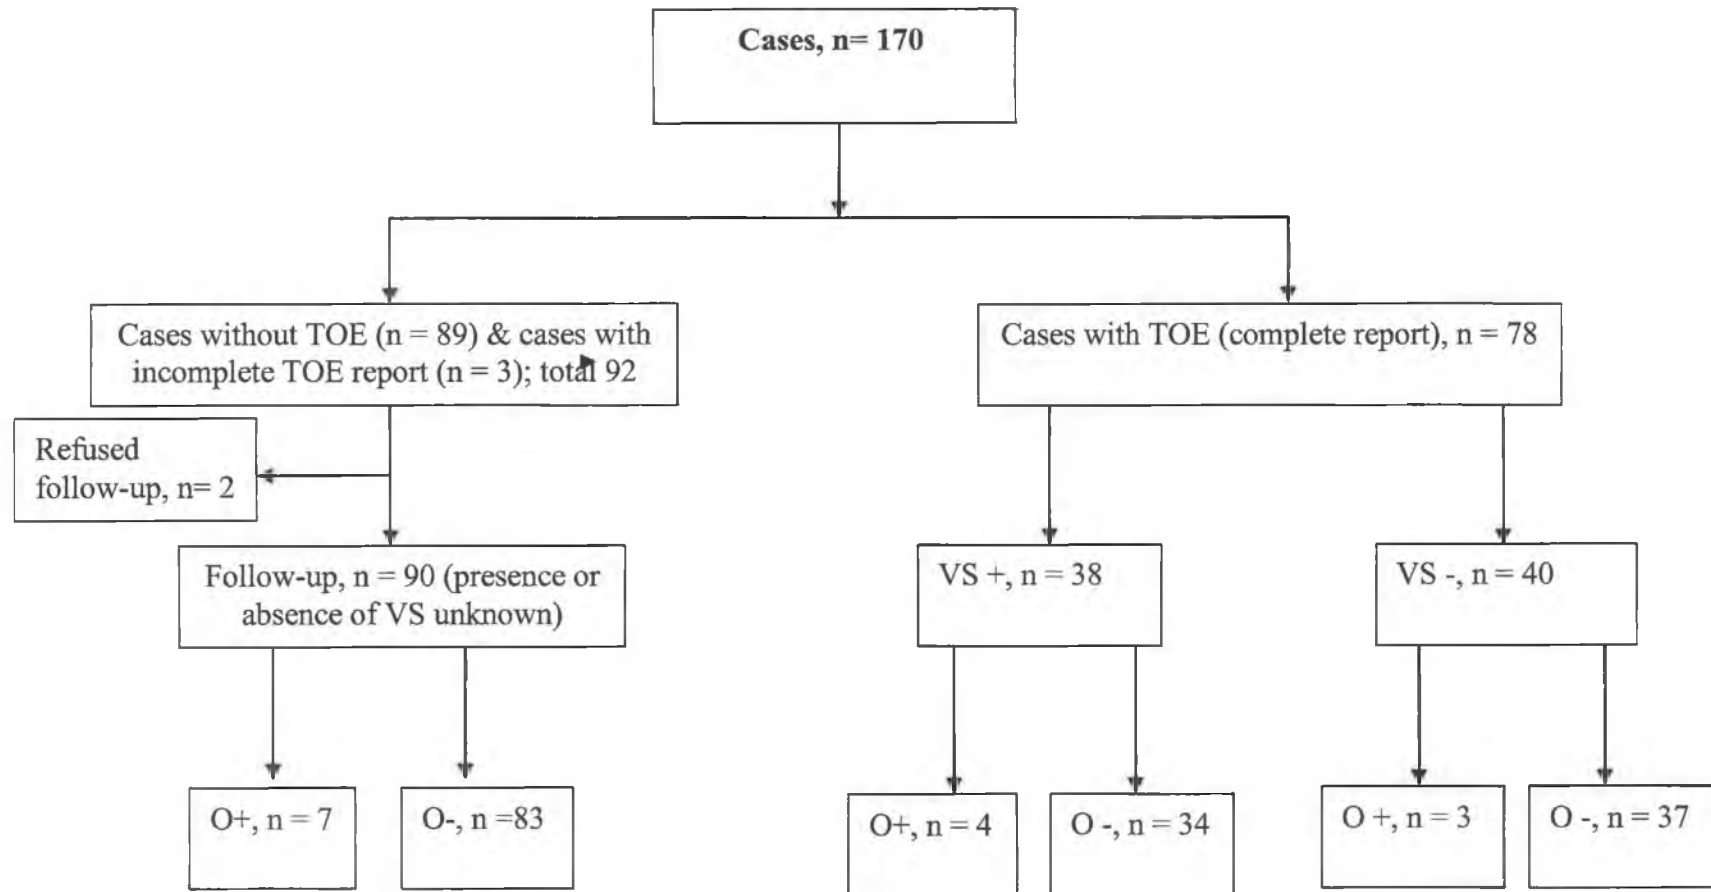 Cases, n= 170
Cases without TOE (n = 89) & cases with
incomplete TOE report (n = 3); total 92
Cases with TOE (complete report), n = 78
Refused
follow-up, n= 2
Follow-up, n = 90 (presence or
absence of VS unknown)
VS +, n = 38
VS -, n = 40
O+, n = 7
O-, n =83
O+, n = 4
O -, n = 34
O +, n = 3
O -, n = 37